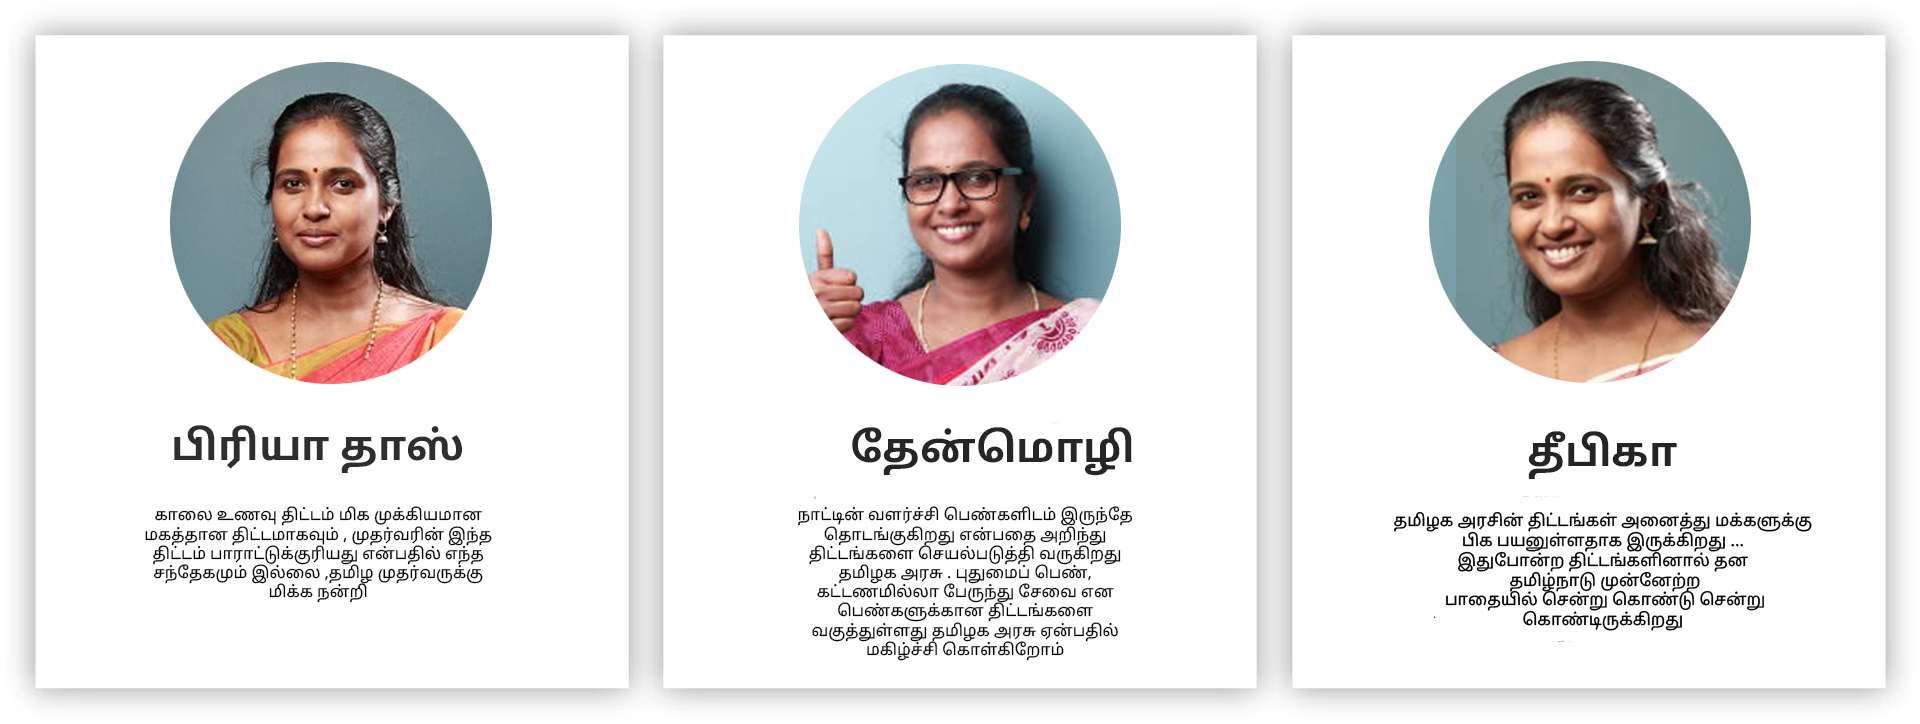 பிரியா தாஸ்
காலை உணவு திட்டம் மிக முக்கியமான
மகத்தான திட்டமாகவும் , முதர்வரின் இந்த
திட்டம் பாராட்டுக்குரியது என்பதில் எந்த
சந்தேகமும் இல்லை ,தமிழ முதர்வருக்கு
மிக்க நன்றி
தேன்மொழி
நாட்டின் வளர்ச்சி பெண்களிடம் இருந்தே
தொடங்குகிறது என்பதை அறிந்து
திட்டங்களை செயல்படுத்தி வருகிறது
தமிழக அரசு . புதுமைப் பெண்,
கட்டணமில்லா பேருந்து சேவை என
பெண்களுக்கான திட்டங்களை
வகுத்துள்ளது தமிழக அரசு ஏன்பதில்
மகிழ்ச்சி கொள்கிறோம்
தீபிகா
தமிழக அரசின் திட்டங்கள் அனைத்து மக்களுக்கு
பிக பயனுள்ளதாக இருக்கிறது ...
இதுபோன்ற திட்டங்களினால் தன
தமிழ்நாடு முன்னேற்ற
பாதையில் சென்று கொண்டு சென்று
கொண்டிருக்கிறது